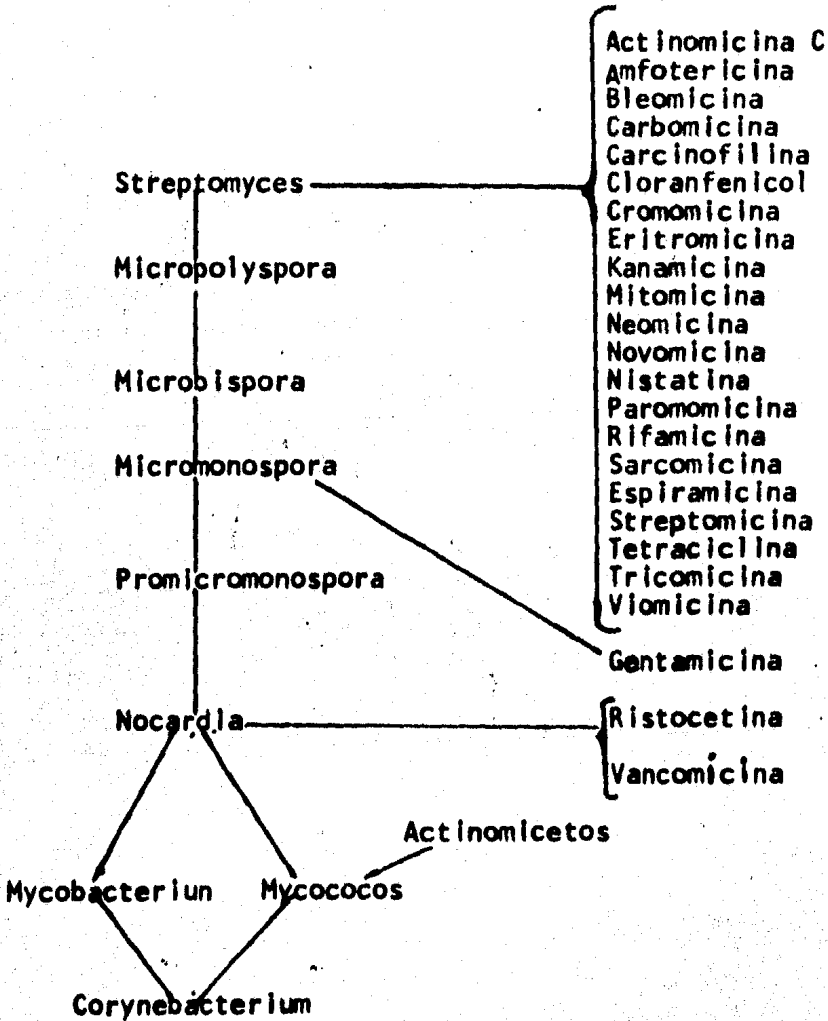 Actinomicina C
Amfotericina
Bleomicina
Carbomicina
Carcinofilina
Streptomyces
Cloranfenicol
Cromomicina
Eritromicina
Micropolyspora
Kanamicina
Mitomicina
Neomicina
Novomicina
Microbispora
Nistatina
Paromomicina
Rifamicina
Micromonospora
Sarcomicina
Espiramicina
Streptomicina
Tetraciclina
Promicromonospora
Tricomicina
Viomicina
Gentamicina
Nocardia
Ristocetina
Vancomicina
Actinomicetos
Mycobacteriun
Mycococos
Corynebacterium